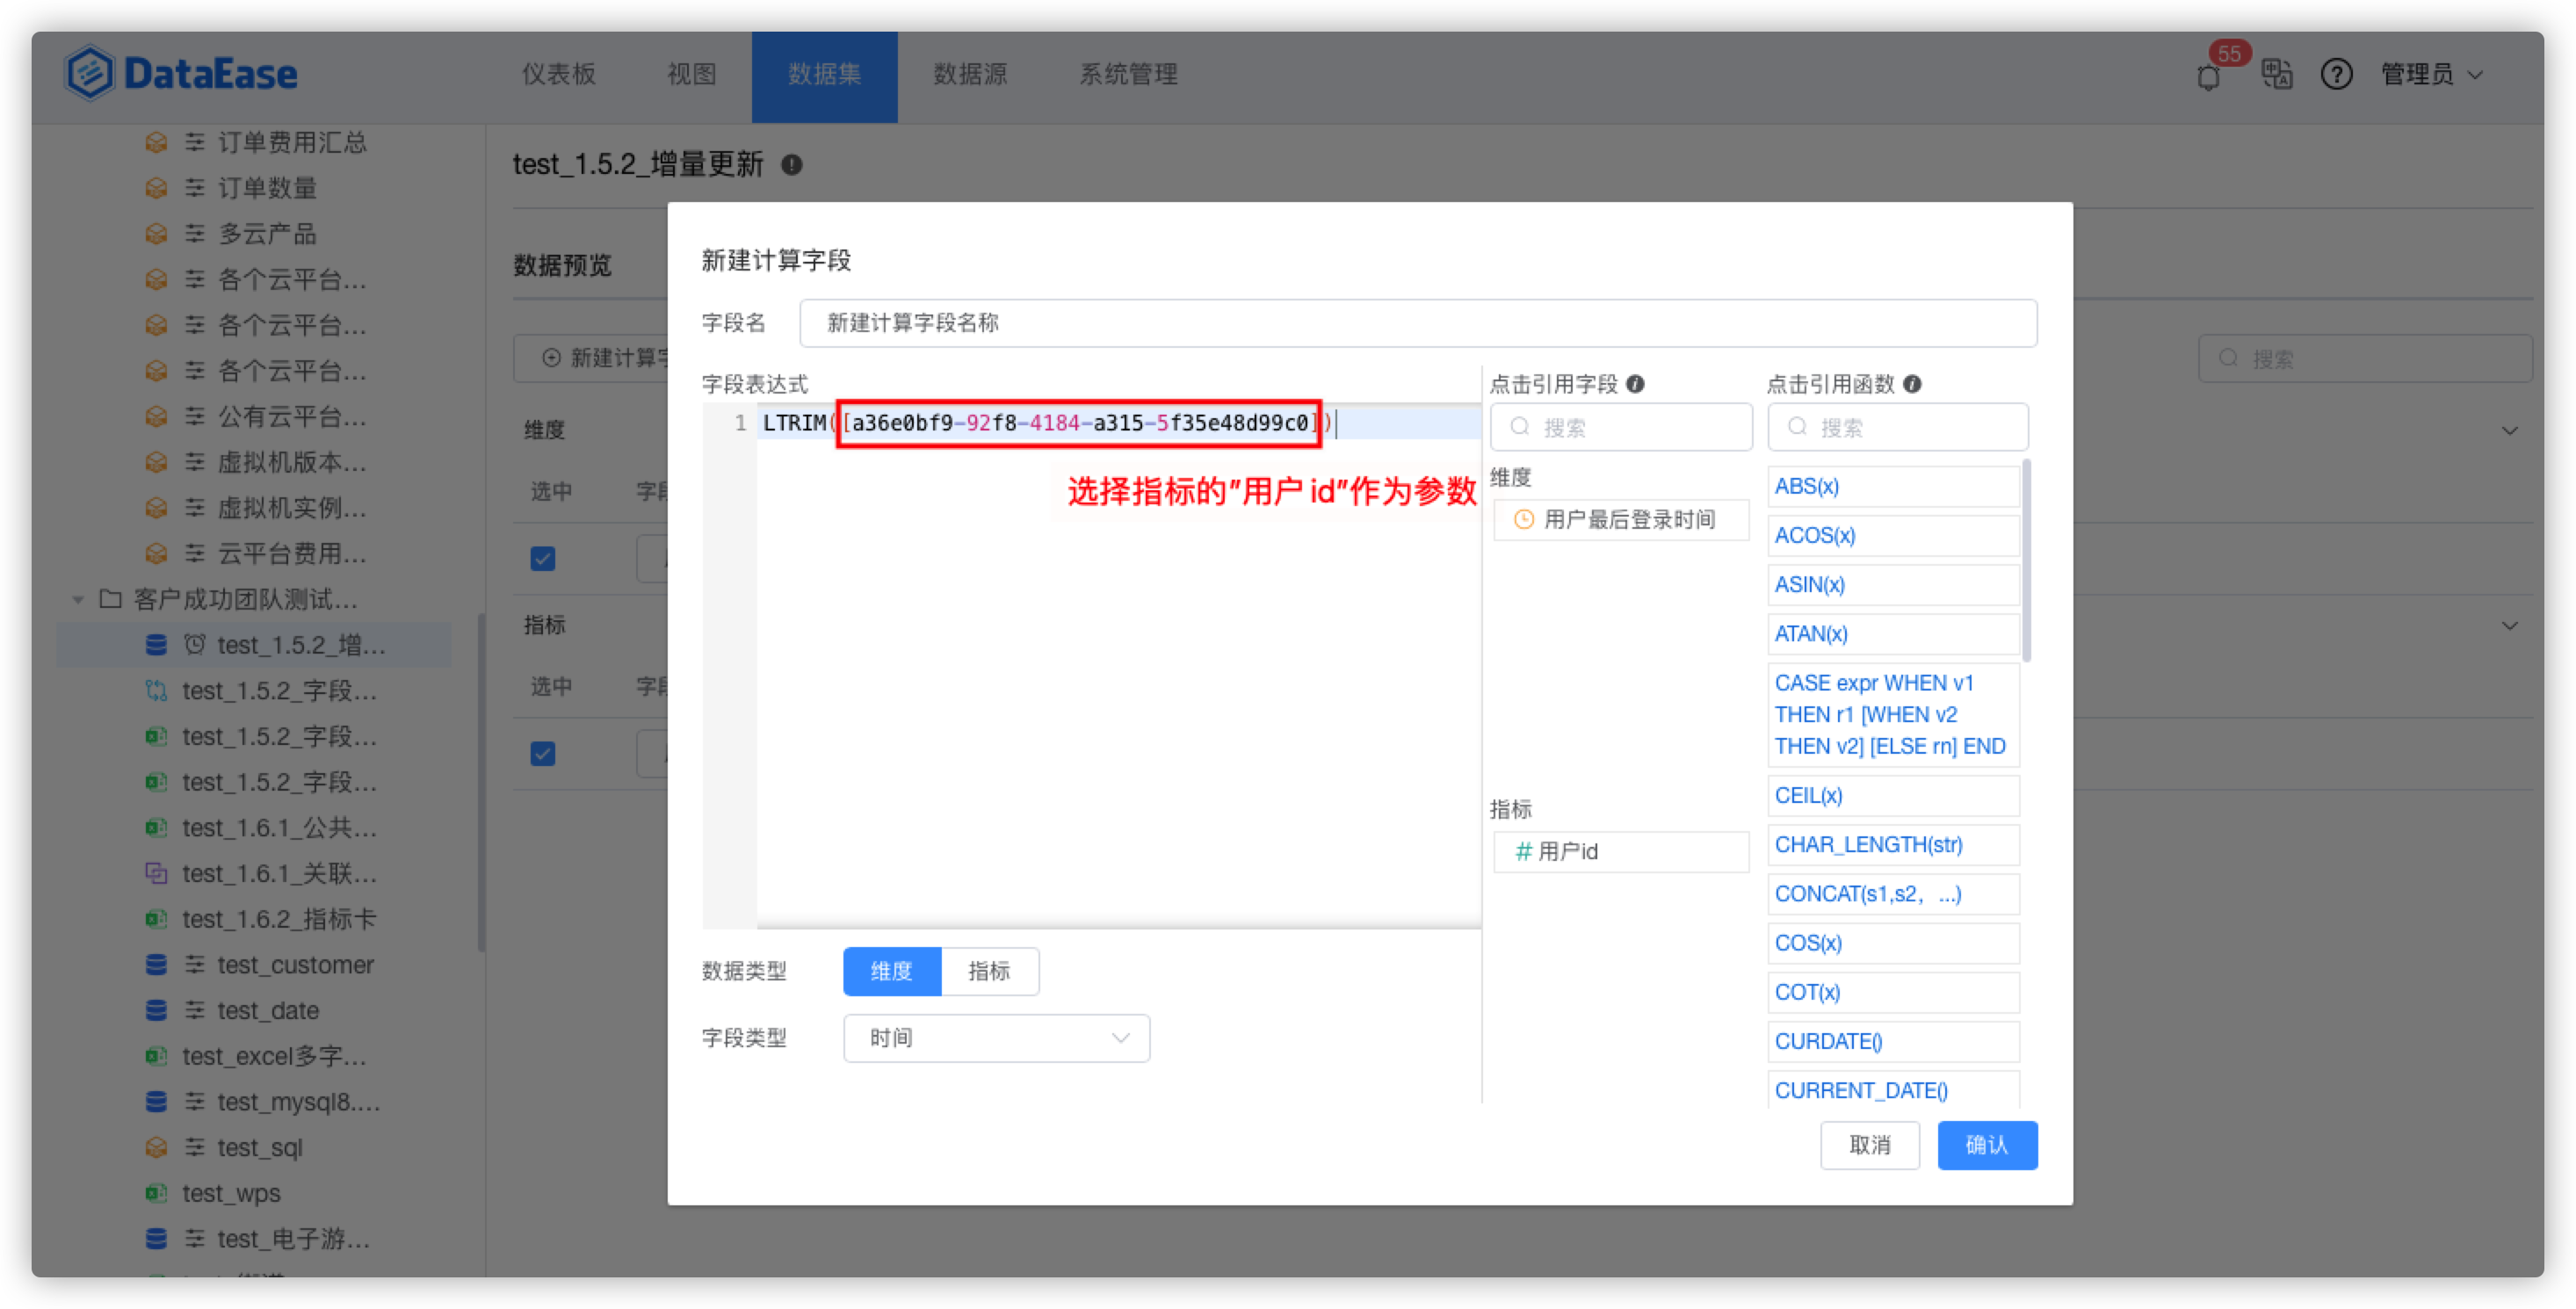 DataEase
仪表板
视图
数据集
数据源
系统管理
55
管理员
订单费用汇总
订单数量
多云产品
各个云平台...
各个云平台...
各个云平台...
公有云平台...
虚拟机版本...
虚拟机实例...
云平台费用...
客户成功团队测试...
test_1.5.2_增...
test_1.5.2_字段...
test_1.5.2_字段...
test_1.5.2_字段...
test_1.6.1_公共...
test_1.6.1_关联...
test_1.6.2_指标卡
test_customer
test_date
test_excel多字...
test_mysql8....
test_sql
test_wps
test_电子游...
test_1.5.2_增量更新
数据预览
新建计算字
搜索
维度
选中 字段
指标
选中 字段
新建计算字段
字段名 新建计算字段名称
字段表达式
1 LTRIM([a36e0bf9-92f8-4184-a315-5f35e48d99c0])
选择指标的"用户id"作为参数
数据类型 维度 指标
字段类型 时间
点击引用字段
搜索
维度
用户最后登录时间
指标
# 用户id
点击引用函数
搜索
ABS(x)
ACOS(x)
ASIN(x)
ATAN(x)
CASE expr WHEN v1
THEN r1 [WHEN v2
THEN v2] [ELSE rn] END
CEIL(x)
CHAR_LENGTH(str)
CONCAT(s1,s2，...)
COS(x)
COT(x)
CURDATE()
CURRENT_DATE()
取消
确认